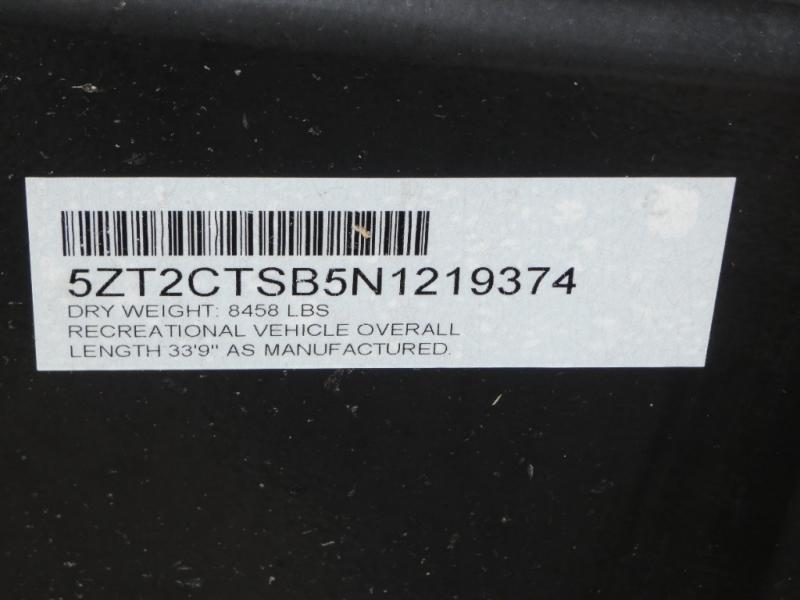 5ZT2CTSB5N1219374
DRY WEIGHT: 8458 LBS
RECREATIONAL VEHICLE OVERALL
LENGTH 33'9" AS MANUFACTURED.